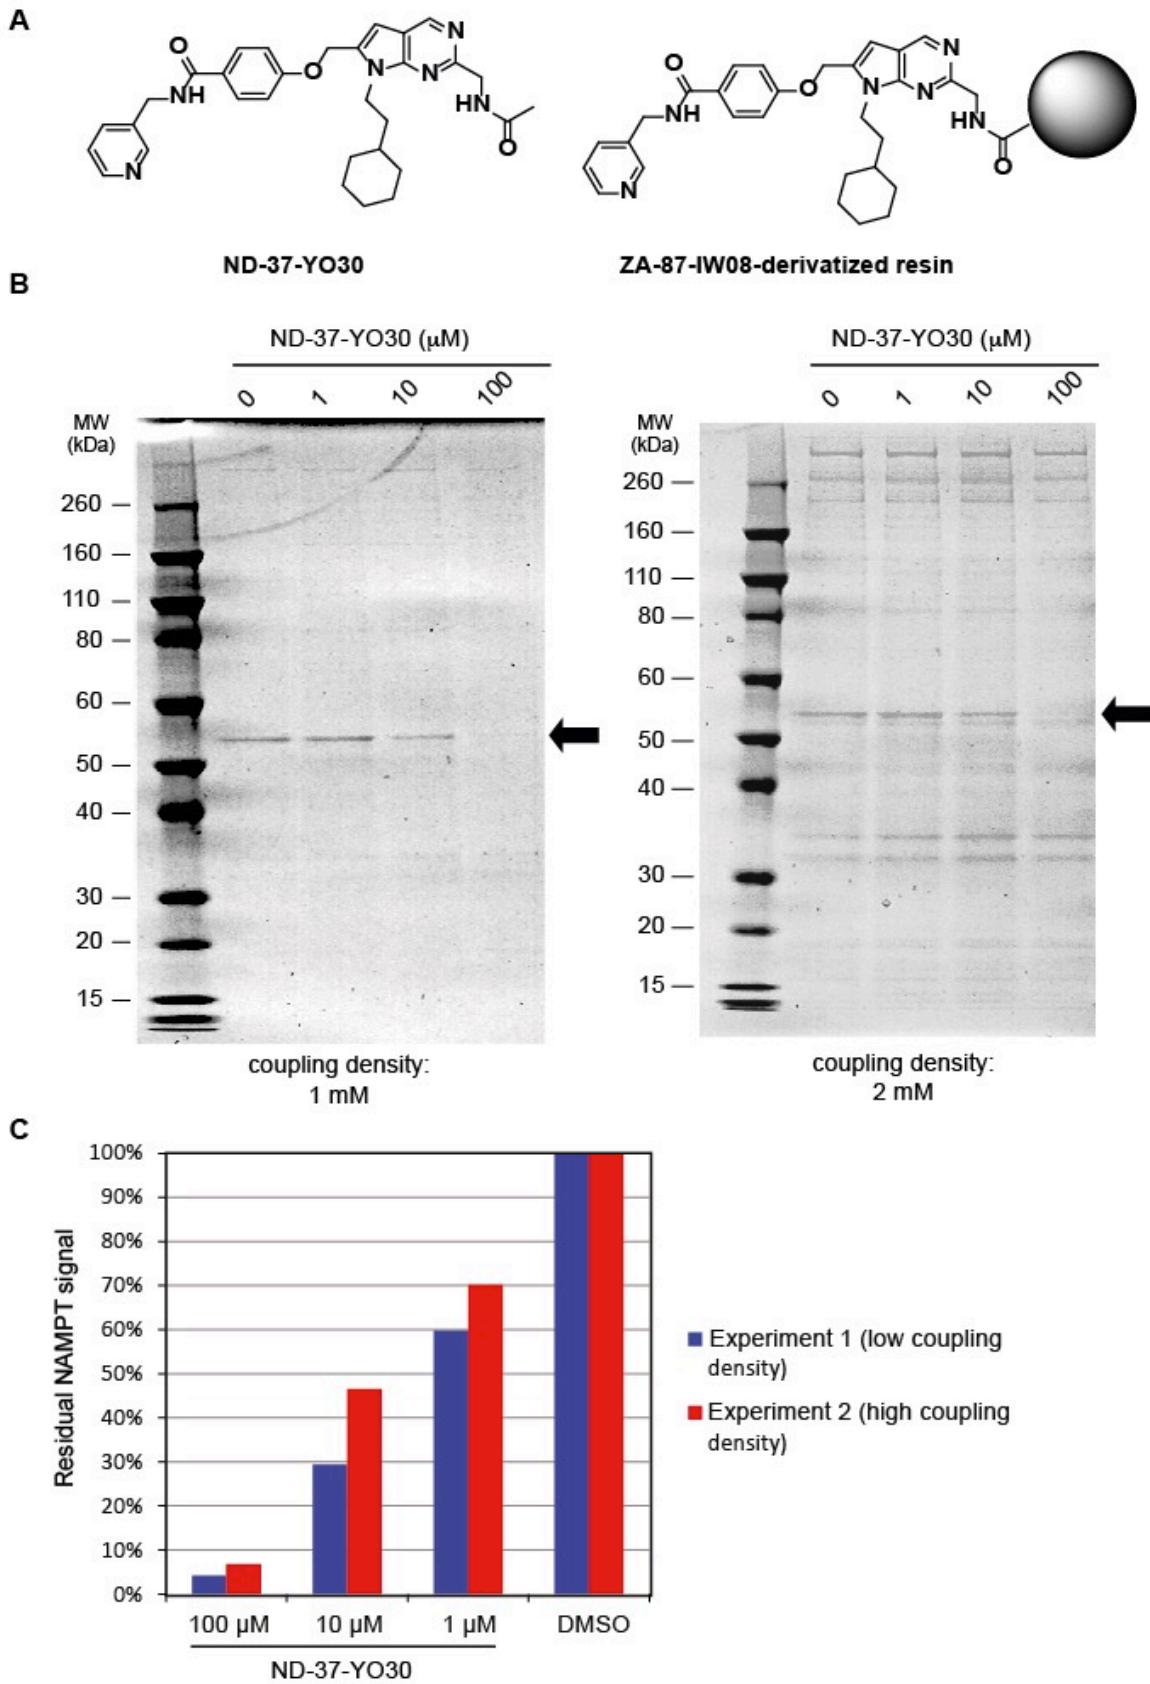 A
O
NH
N
O
N
N
N
HN
O
O
NH
N
O
N
N
N
HN
O
ND-37-YO30
ZA-87-IW08-derivatized resin
B
ND-37-YO30 (μM)
0 1 10 100
MW
(kDa)
260
160
110
80
60
50
40
30
20
15
coupling density:
1 mM
ND-37-YO30 (μM)
0 1 10 100
MW
(kDa)
260
160
110
80
60
50
40
30
20
15
coupling density:
2 mM
C
Residual NAMPT signal
100%
90%
80%
70%
60%
50%
40%
30%
20%
10%
0%
100 μM 10 μM 1 μM DMSO
ND-37-YO30
Experiment 1 (low coupling
density)
Experiment 2 (high coupling
density)